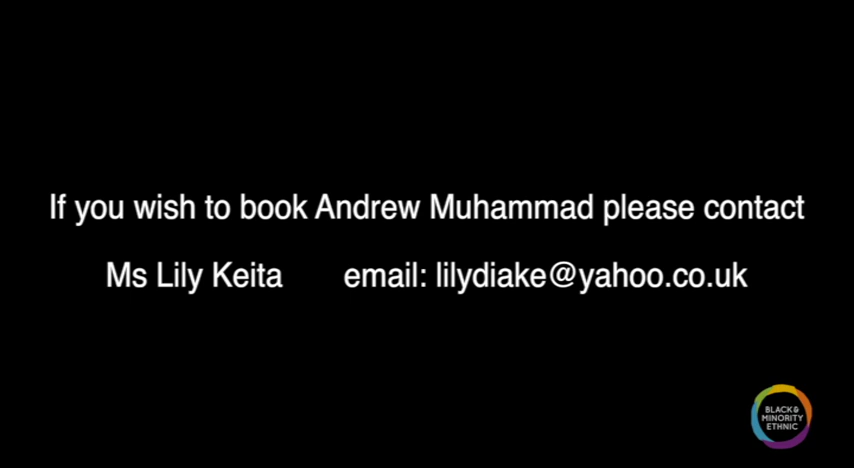 If you wish to book Andrew Muhammad please contact
Ms Lily Keita email: lilydiake@yahoo.co.uk
BLACK&
MINORITY
ETHNIC